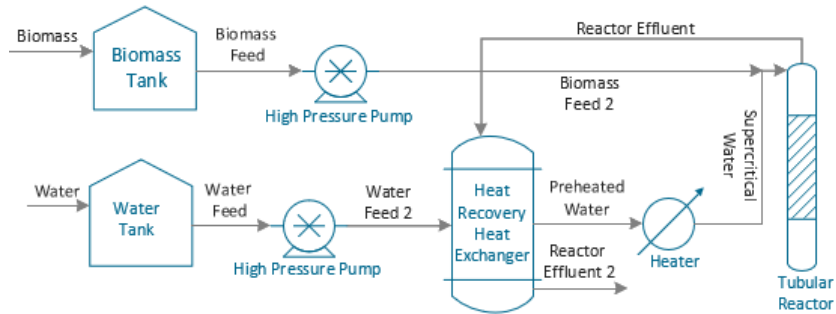 Biomass
Biomass
Tank
Biomass
Feed
High Pressure Pump
Reactor Effluent
Biomass
Feed 2
Supercritical
Water
Water
Water
Tank
Water
Feed
High Pressure Pump
Water
Feed 2
Heat
Recovery
Heat
Exchanger
Preheated
Water
Heater
Reactor
Effluent 2
Tubular
Reactor